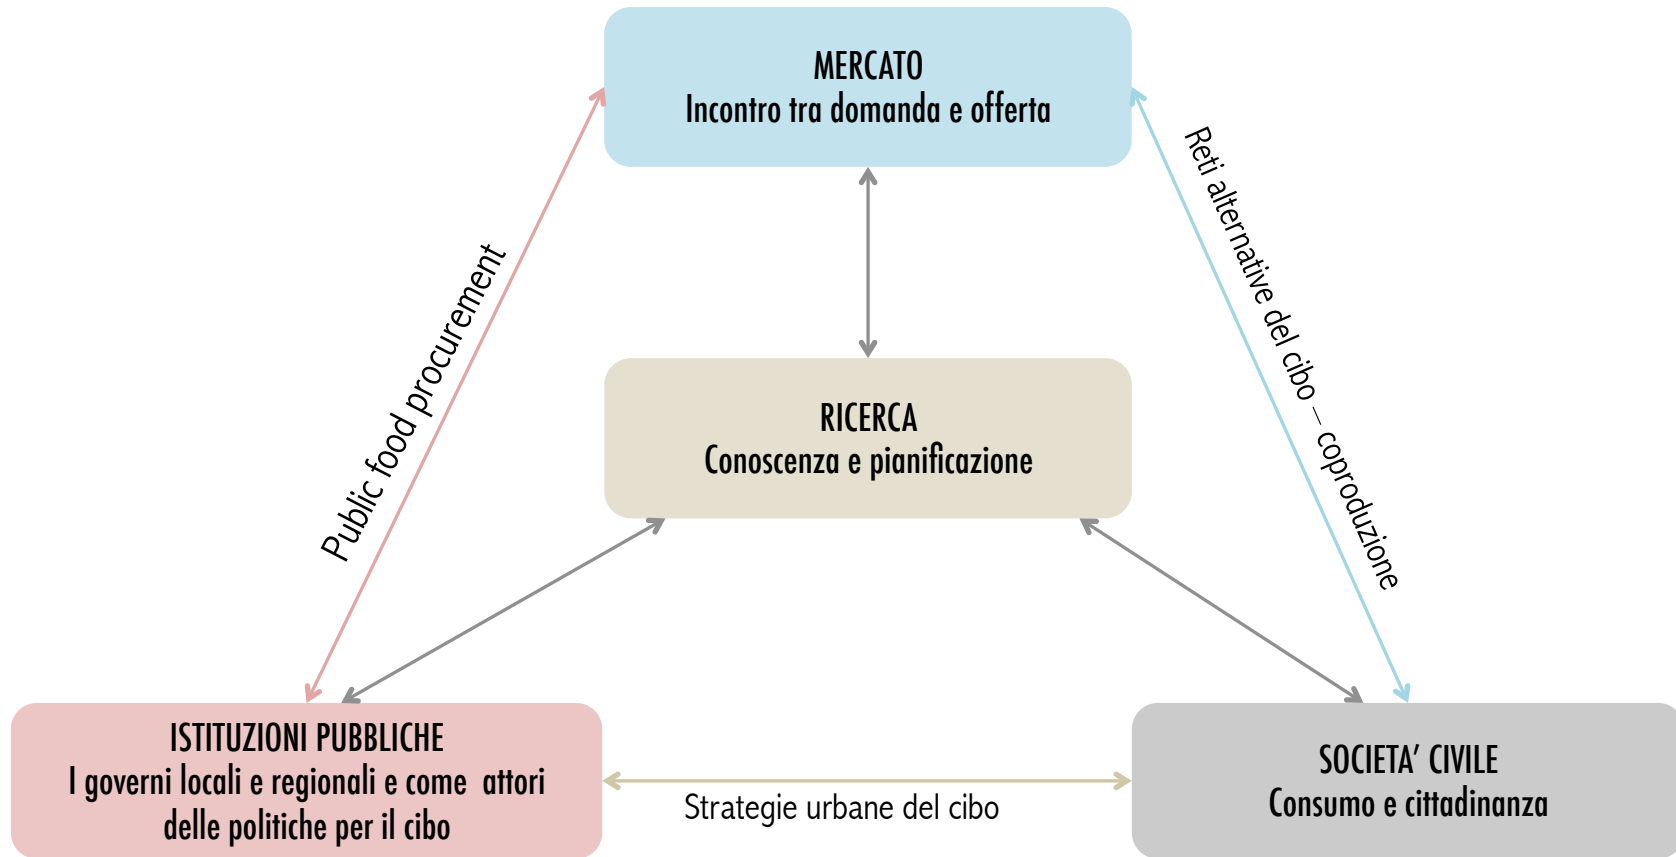 MERCATO
Incontro tra domanda e offerta
Public food procurement
Reti alternative del cibo – coproduzione
RICERCA
Conoscenza e pianificazione
ISTITUZIONI PUBBLICHE
I governi locali e regionali e come attori
delle politiche per il cibo
Strategie urbane del cibo
SOCIETA’ CIVILE
Consumo e cittadinanza